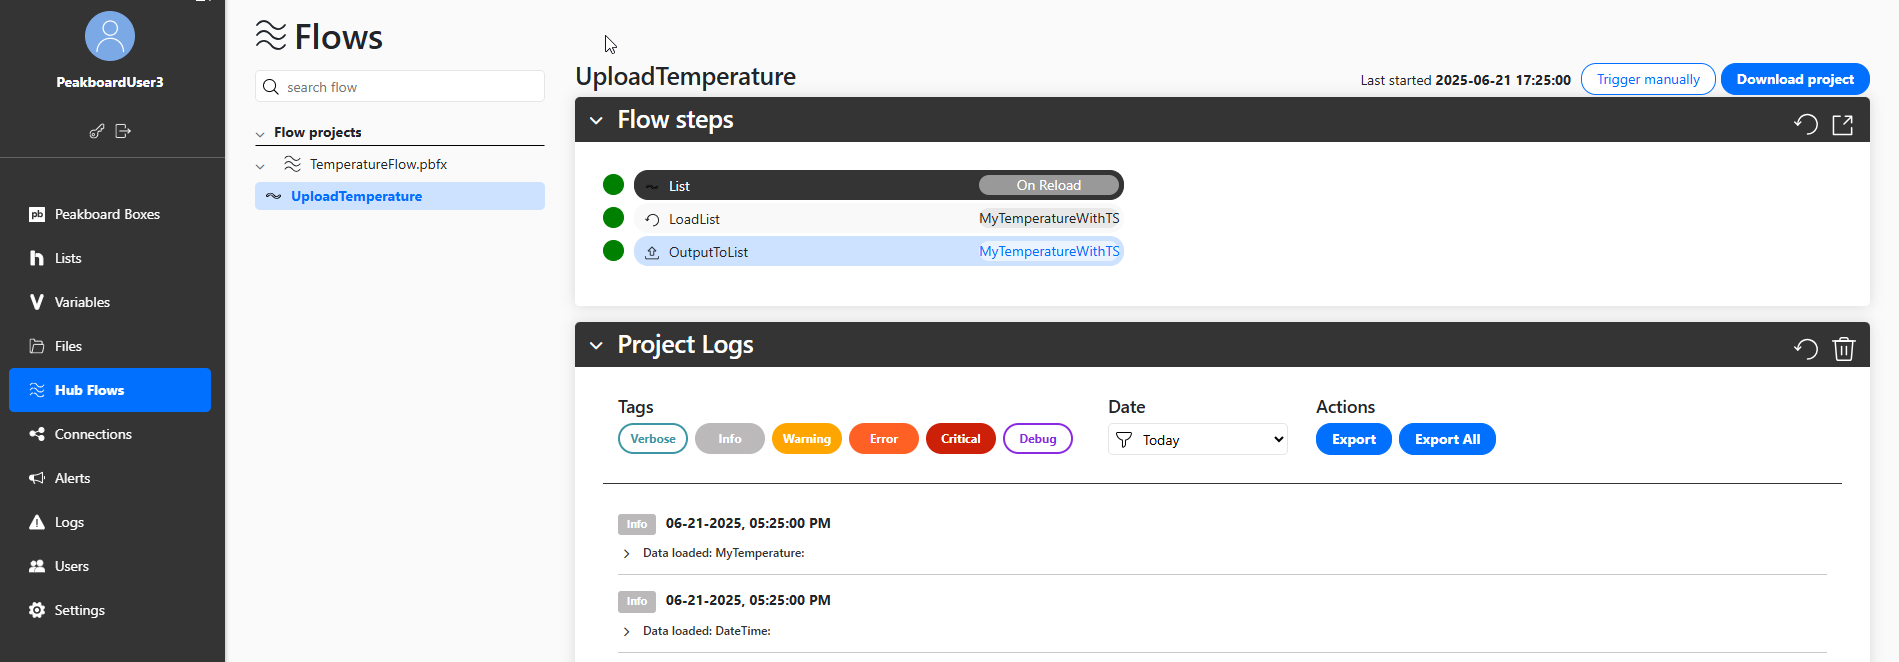 PeakboardUser3
pb Peakboard Boxes
Lists
Variables
Files
Hub Flows
Connections
Alerts
Logs
Users
Settings
Flows
search flow
Flow projects
TemperatureFlow.pbfx
UploadTemperature
UploadTemperature
Last started 2025-06-21 17:25:00
Trigger manually
Download project
Flow steps
List On Reload
LoadList MyTemperatureWithTS
OutputToList MyTemperatureWithTS
Project Logs
Tags
Verbose Info Warning Error Critical Debug
Date
Today
Actions
Export Export All
Info 06-21-2025, 05:25:00 PM
Data loaded: MyTemperature:
Info 06-21-2025, 05:25:00 PM
Data loaded: DateTime: